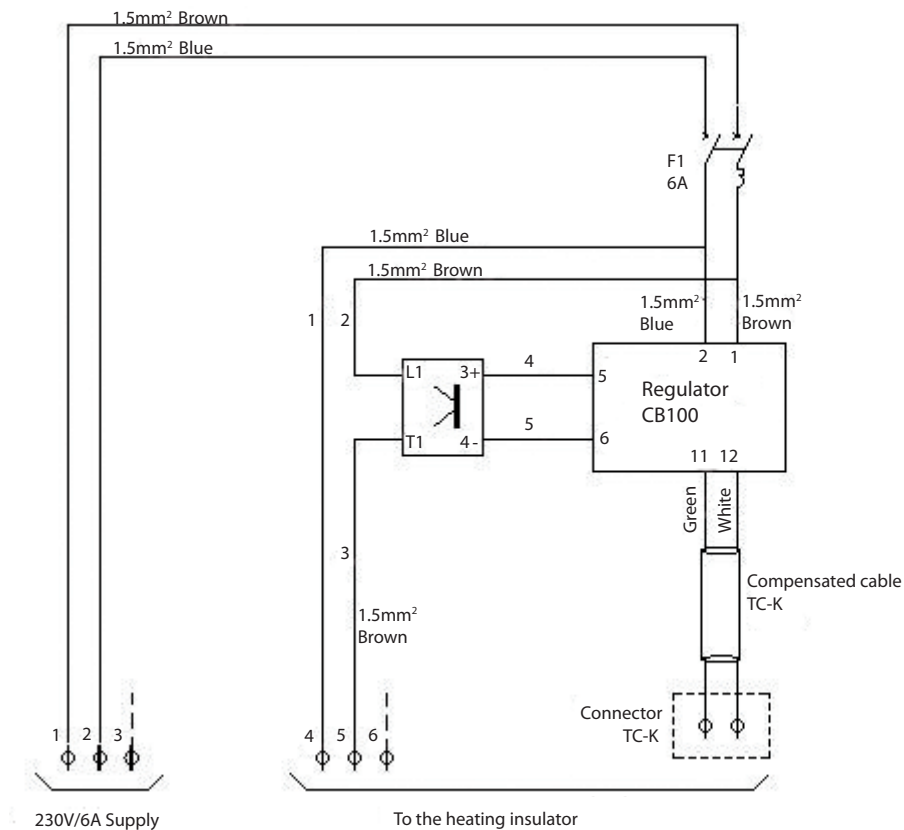 1.5mm² Brown
1.5mm² Blue
F1
6A
1.5mm² Blue
1.5mm² Brown
1.5mm²
Blue
1.5mm²
Brown
1
2
2
1
L1
3+
4
5
Regulator
CB100
T1
4 -
5
6
11
12
Green
White
3
Compensated cable
TC-K
1.5mm²
Brown
Connector
TC-K
1
2
3
4
5
6
230V/6A Supply
To the heating insulator